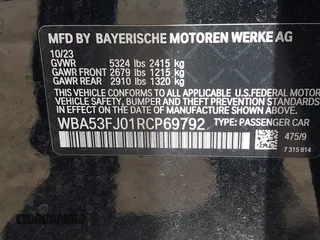 MFD BY BAYERISCHE MOTOREN WERKE AG
10/23
GVWR 5324 lbs 2415 kg
GAWR FRONT 2679 lbs 1215 kg
GAWR REAR 2910 lbs 1320 kg
THIS VEHICLE CONFORMS TO ALL APPLICABLE
U.S. FEDERAL MOTOR VEHICLE SAFETY, BUMPER, AND
THEFT PREVENTION STANDARDS IN EFFECT ON THE DATE OF
MANUFACTURE SHOWN ABOVE.
WBA53FJ01RCP69792 TYPE: PASSENGER CAR
475/9
7 315 814